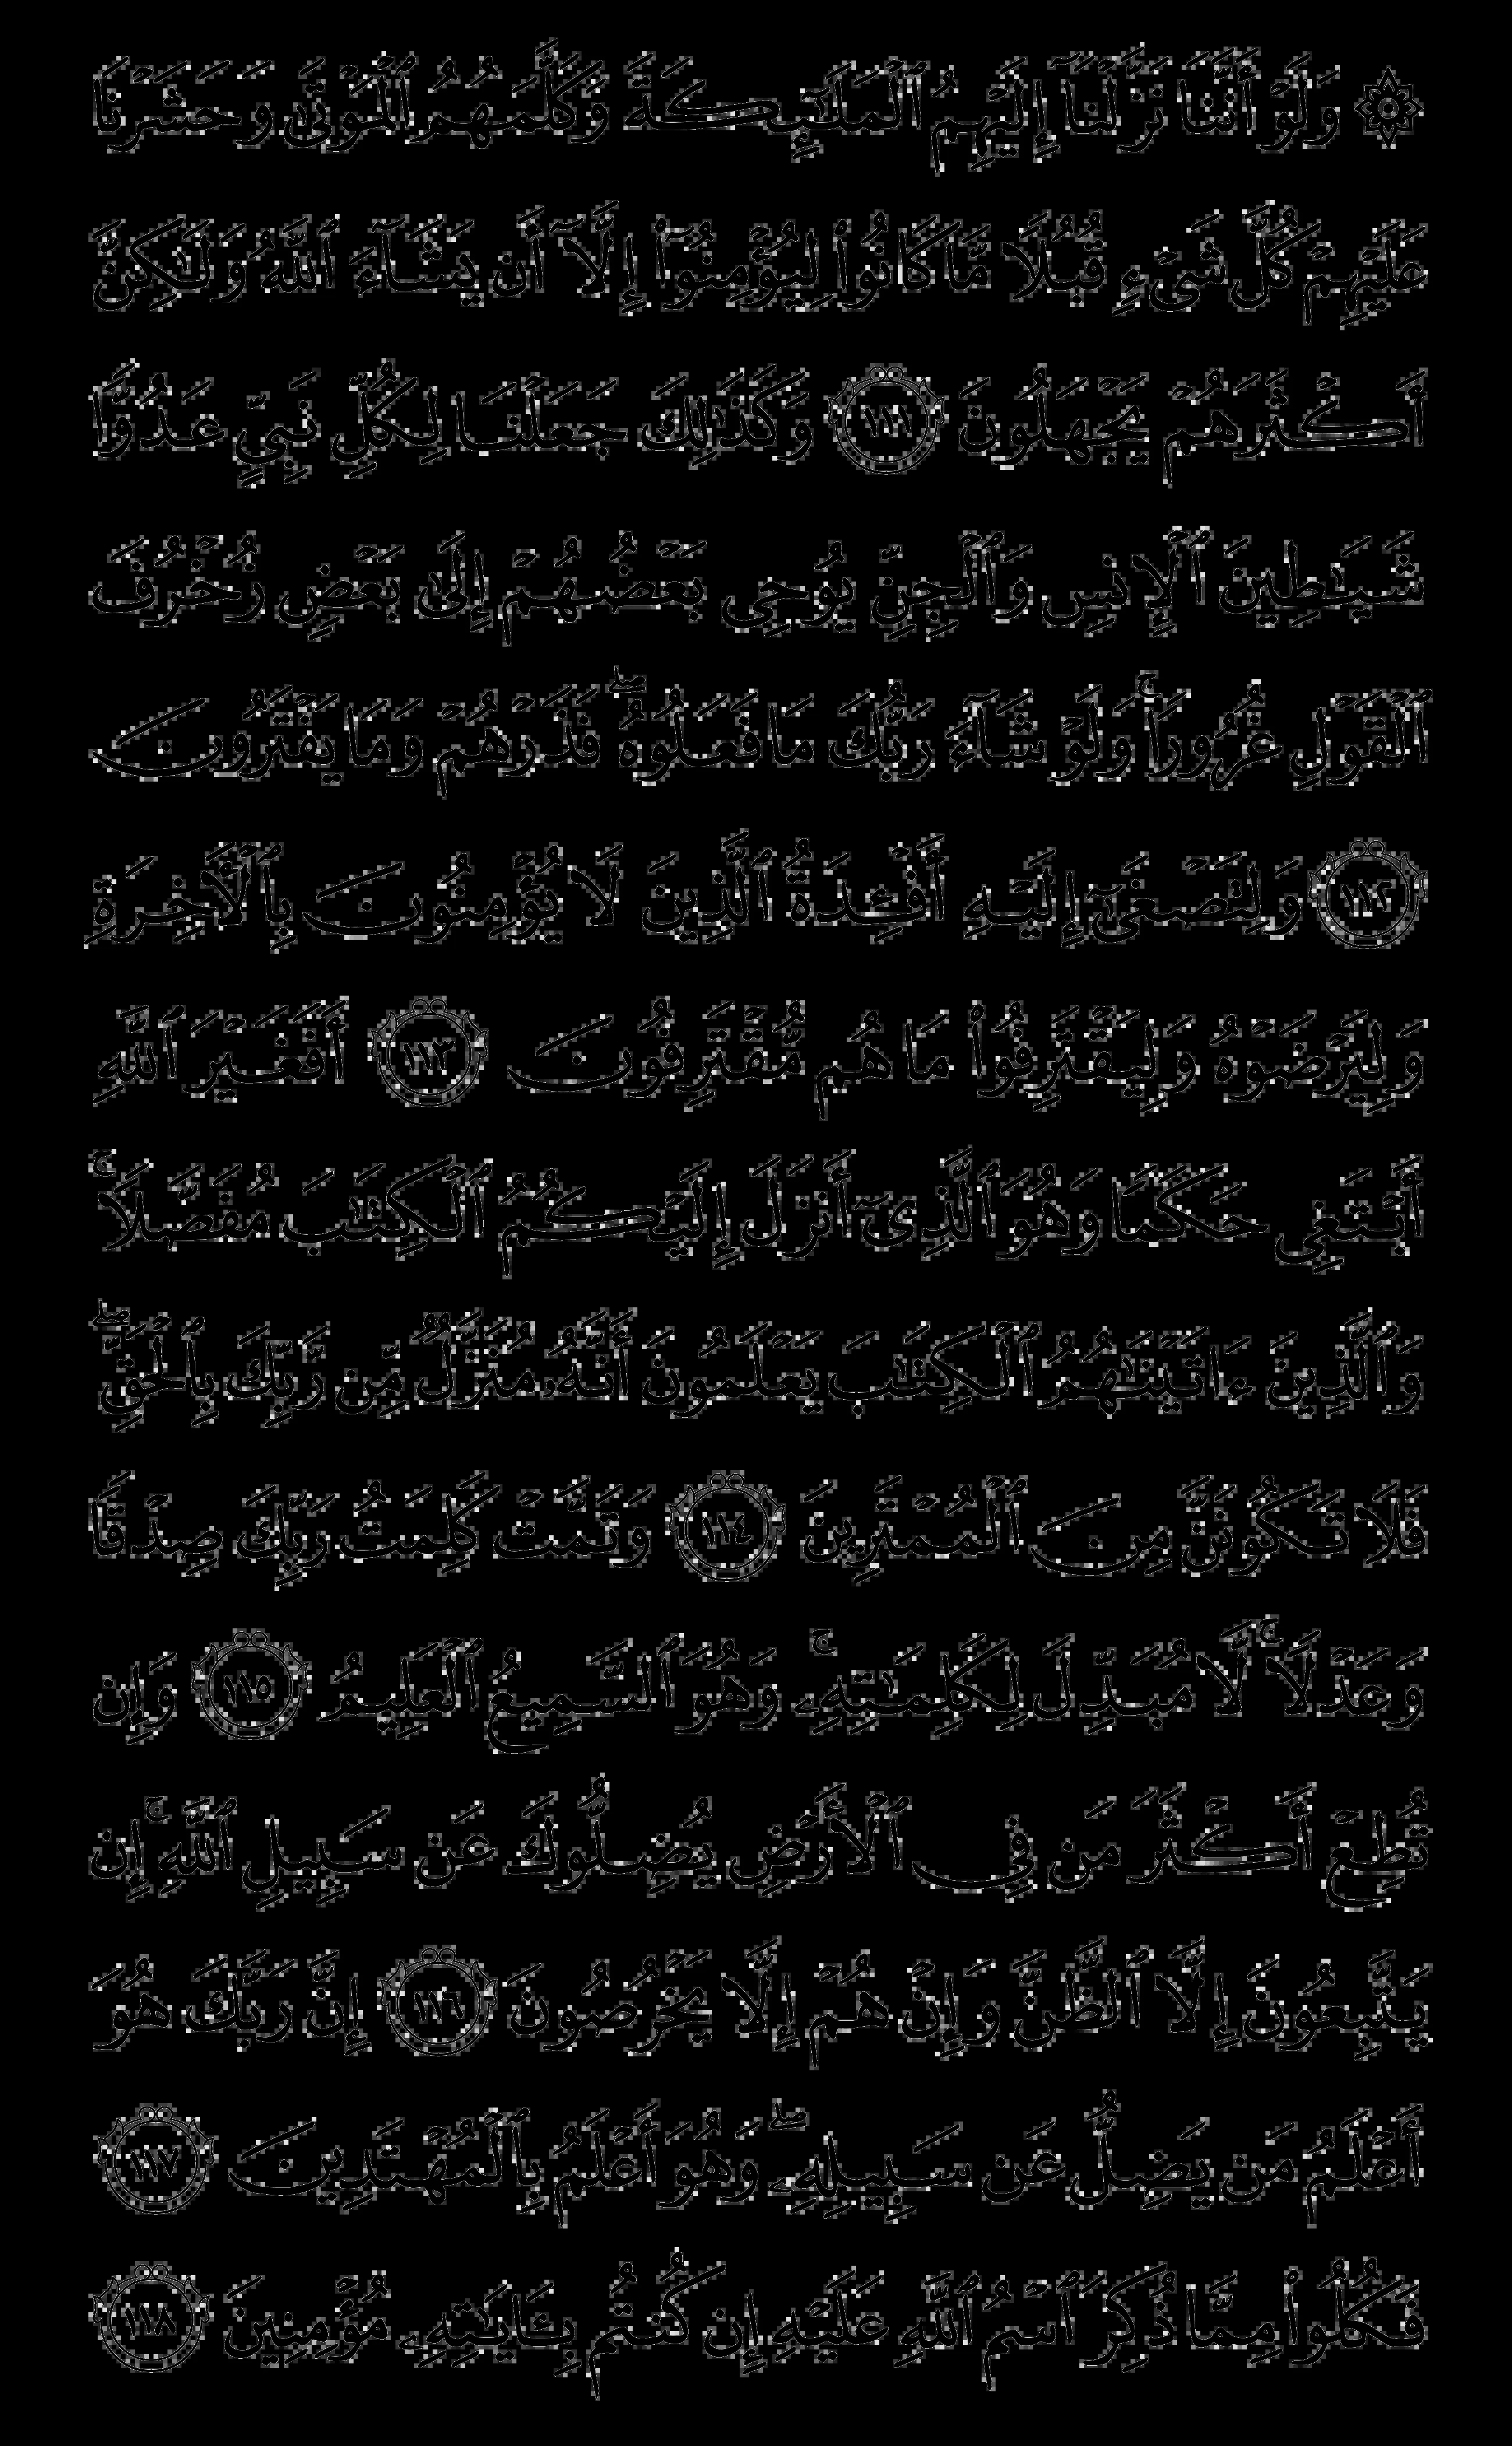 ۞ وَلَوْ أَنَّنَا نَزَّلْنَآ إِلَيْهِمُ ٱلْمَلَٰٓئِكَةَ وَكَلَّمَهُمُ ٱلْمَوْتَىٰ وَحَشَرْنَا
عَلَيْهِمْ كُلَّ شَىْءٍ قُبُلًا مَّا كَانُوا۟ لِيُؤْمِنُوٓا۟ إِلَّآ أَن يَشَآءَ ٱللَّهُ وَلَٰكِنَّ
أَكْثَرَهُمْ يَجْهَلُونَ ١١١ وَكَذَٰلِكَ جَعَلْنَا لِكُلِّ نَبِىٍّ عَدُوًّا
شَيَٰطِينَ ٱلْإِنسِ وَٱلْجِنِّ يُوحِى بَعْضُهُمْ إِلَىٰ بَعْضٍ زُخْرُفَ
ٱلْقَوْلِ غُرُورًا ۚ وَلَوْ شَآءَ رَبُّكَ مَا فَعَلُوهُ ۖ فَذَرْهُمْ وَمَا يَفْتَرُونَ
١١٢ وَلِتَصْغَىٰٓ إِلَيْهِ أَفْـِٔدَةُ ٱلَّذِينَ لَا يُؤْمِنُونَ بِٱلْـَٔاخِرَةِ
وَلِيَرْضَوْهُ وَلِيَقْتَرِفُوا۟ مَا هُم مُّقْتَرِفُونَ ١١٣ أَفَغَيْرَ ٱللَّهِ
أَبْتَغِى حَكَمًا وَهُوَ ٱلَّذِىٓ أَنزَلَ إِلَيْكُمُ ٱلْكِتَٰبَ مُفَصَّلًا ۚ
وَٱلَّذِينَ ءَاتَيْنَٰهُمُ ٱلْكِتَٰبَ يَعْلَمُونَ أَنَّهُۥ مُنَزَّلٌ مِّن رَّبِّكَ بِٱلْحَقِّ ۖ
فَلَا تَكُونَنَّ مِنَ ٱلْمُمْتَرِينَ ١١٤ وَتَمَّتْ كَلِمَتُ رَبِّكَ صِدْقًا
وَعَدْلًا ۚ لَّا مُبَدِّلَ لِكَلِمَٰتِهِۦ ۚ وَهُوَ ٱلسَّمِيعُ ٱلْعَلِيمُ ١١٥ وَإِن
تُطِعْ أَكْثَرَ مَن فِى ٱلْأَرْضِ يُضِلُّوكَ عَن سَبِيلِ ٱللَّهِ ۚ إِن
يَتَّبِعُونَ إِلَّا ٱلظَّنَّ وَإِنْ هُمْ إِلَّا يَخْرُصُونَ ١١٦ إِنَّ رَبَّكَ هُوَ
أَعْلَمُ مَن يَضِلُّ عَن سَبِيلِهِۦ ۖ وَهُوَ أَعْلَمُ بِٱلْمُهْتَدِينَ ١١٧
فَكُلُوا۟ مِمَّا ذُكِرَ ٱسْمُ ٱللَّهِ عَلَيْهِ إِن كُنتُم بِـَٔايَٰتِهِۦ مُؤْمِنِينَ ١١٨